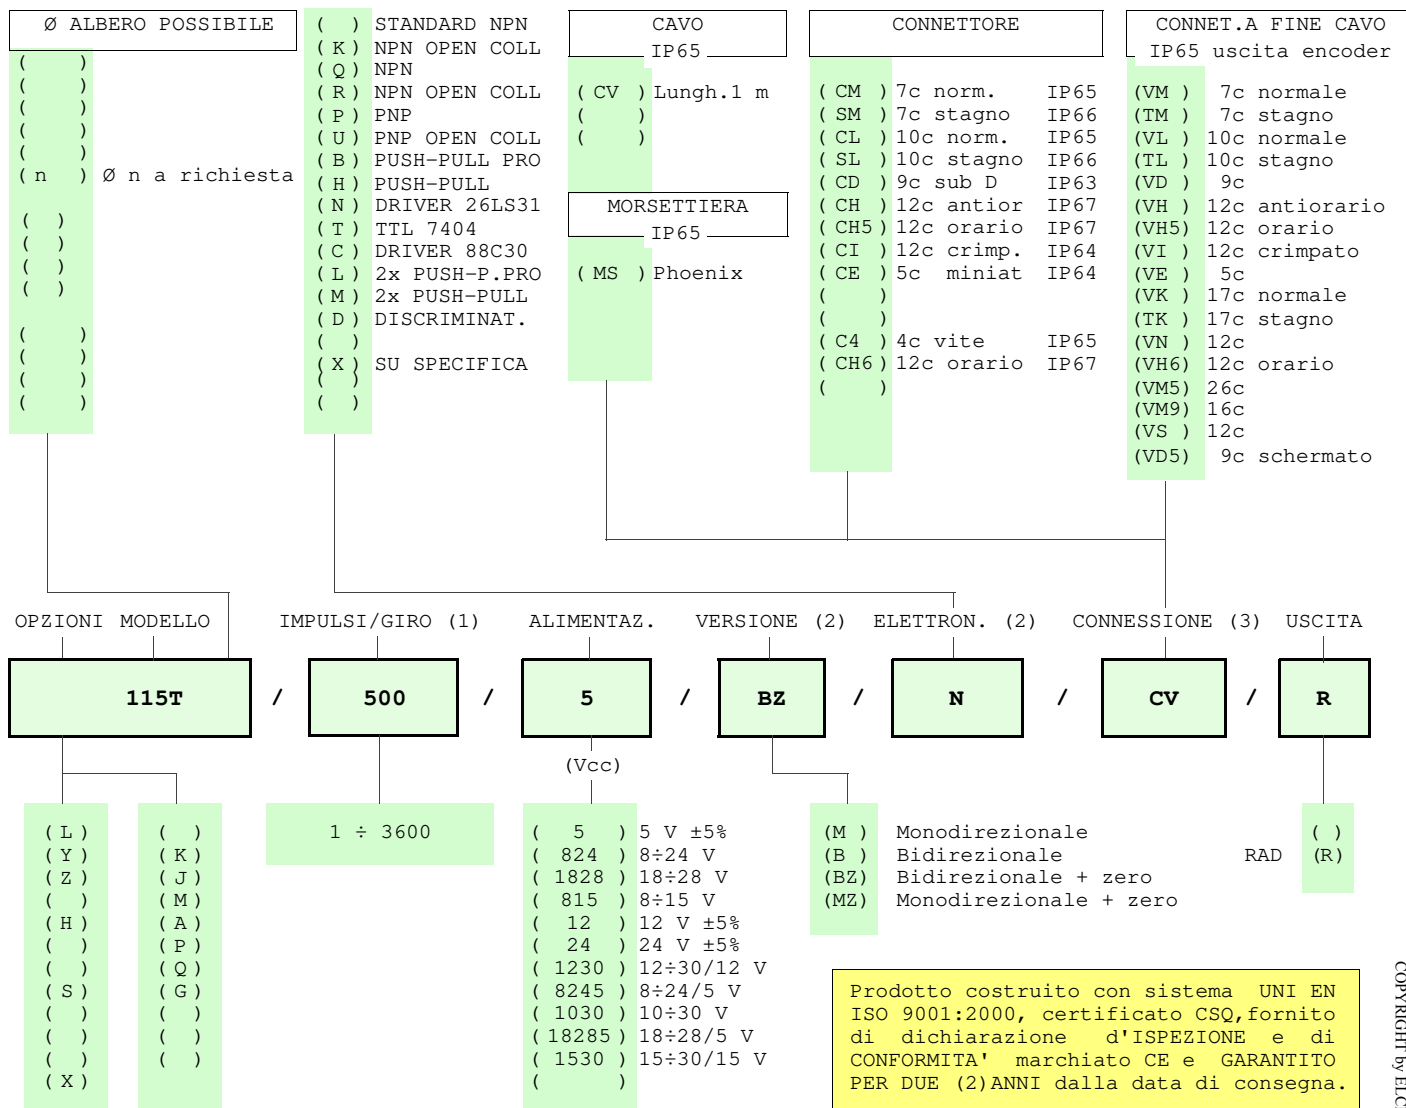 Ø ALBERO POSSIBILE
( )
( )
( )
( )
( )
( n ) Ø n a richiesta
( )
( )
( )
( )
( )
( )
( )
( )
( ) STANDARD NPN
( K ) NPN OPEN COLL
( Q ) NPN
( R ) NPN OPEN COLL
( P ) PNP
( U ) PNP OPEN COLL
( B ) PUSH-PULL PRO
( H ) PUSH-PULL
( N ) DRIVER 26LS31
( T ) TTL 7404
( C ) DRIVER 88C30
( L ) 2x PUSH-P.PRO
( M ) 2x PUSH-PULL
( D ) DISCRIMINAT.
( )
( X ) SU SPECIFICA
( )
( )
CAVO
IP65
( CV ) Lungh.1 m
( )
( )
MORSETTIERA
IP65
( MS ) Phoenix
CONNETTORE
( CM ) 7c norm. IP65
( SM ) 7c stagno IP66
( CL ) 10c norm. IP65
( SL ) 10c stagno IP66
( CD ) 9c sub D IP63
( CH ) 12c antior IP67
( CH5 ) 12c orario IP67
( CI ) 12c crimp. IP64
( CE ) 5c miniat IP64
( )
( )
( C4 ) 4c vite IP65
( CH6 ) 12c orario IP67
( )
CONNET.A FINE CAVO
IP65 uscita encoder
(VM ) 7c normale
(TM ) 7c stagno
(VL ) 10c normale
(TL ) 10c stagno
(VD ) 9c
(VH ) 12c antiorario
(VH5) 12c orario
(VI ) 12c crimpato
(VE ) 5c
(VK ) 17c normale
(TK ) 17c stagno
(VN ) 12c
(VH6) 12c orario
(VM5) 26c
(VM9) 16c
(VS ) 12c
(VD5) 9c schermato
OPZIONI MODELLO IMPULSI/GIRO (1) ALIMENTAZ. VERSIONE (2) ELETTRON. (2) CONNESSIONE (3) USCITA
115T / 500 / 5 / BZ / N / CV / R
(Vcc)
( L )
( Y )
( Z )
( )
( H )
( )
( )
( S )
( )
( )
( )
( X )
( )
( K )
( J )
( M )
( A )
( P )
( Q )
( G )
( )
( )
( )
1 ÷ 3600
( 5 ) 5 V ±5%
( 824 ) 8÷24 V
( 1828 ) 18÷28 V
( 815 ) 8÷15 V
( 12 ) 12 V ±5%
( 24 ) 24 V ±5%
( 1230 ) 12÷30/12 V
( 8245 ) 8÷24/5 V
( 1030 ) 10÷30 V
( 18285 ) 18÷28/5 V
( 1530 ) 15÷30/15 V
( )
(M ) Monodirezionale
(B ) Bidirezionale
(BZ) Bidirezionale + zero
(MZ) Monodirezionale + zero
( )
RAD (R)
Prodotto costruito con sistema UNI EN
ISO 9001:2000, certificato CSQ,fornito
di dichiarazione d'ISPEZIONE e di
CONFORMITA' marchiato CE e GARANTITO
PER DUE (2)ANNI dalla data di consegna.
COPYRIGHT by ELCI